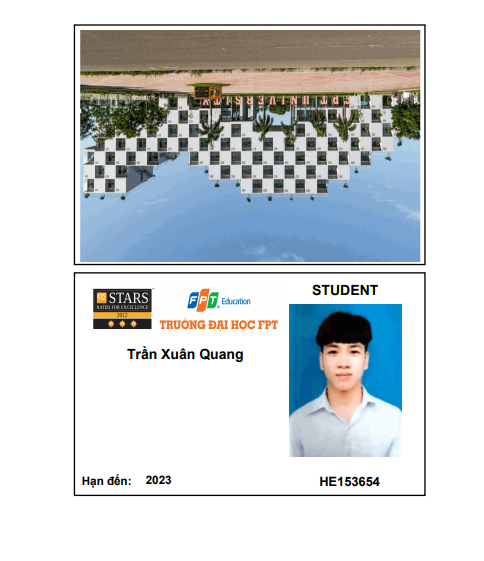 FPT UNIVERSITY
STARS
RATED FOR EXCELLENCE
2012
FPT Education
TRƯỜNG ĐẠI HỌC FPT
STUDENT
Trần Xuân Quang
Hạn đến: 2023
HE153654